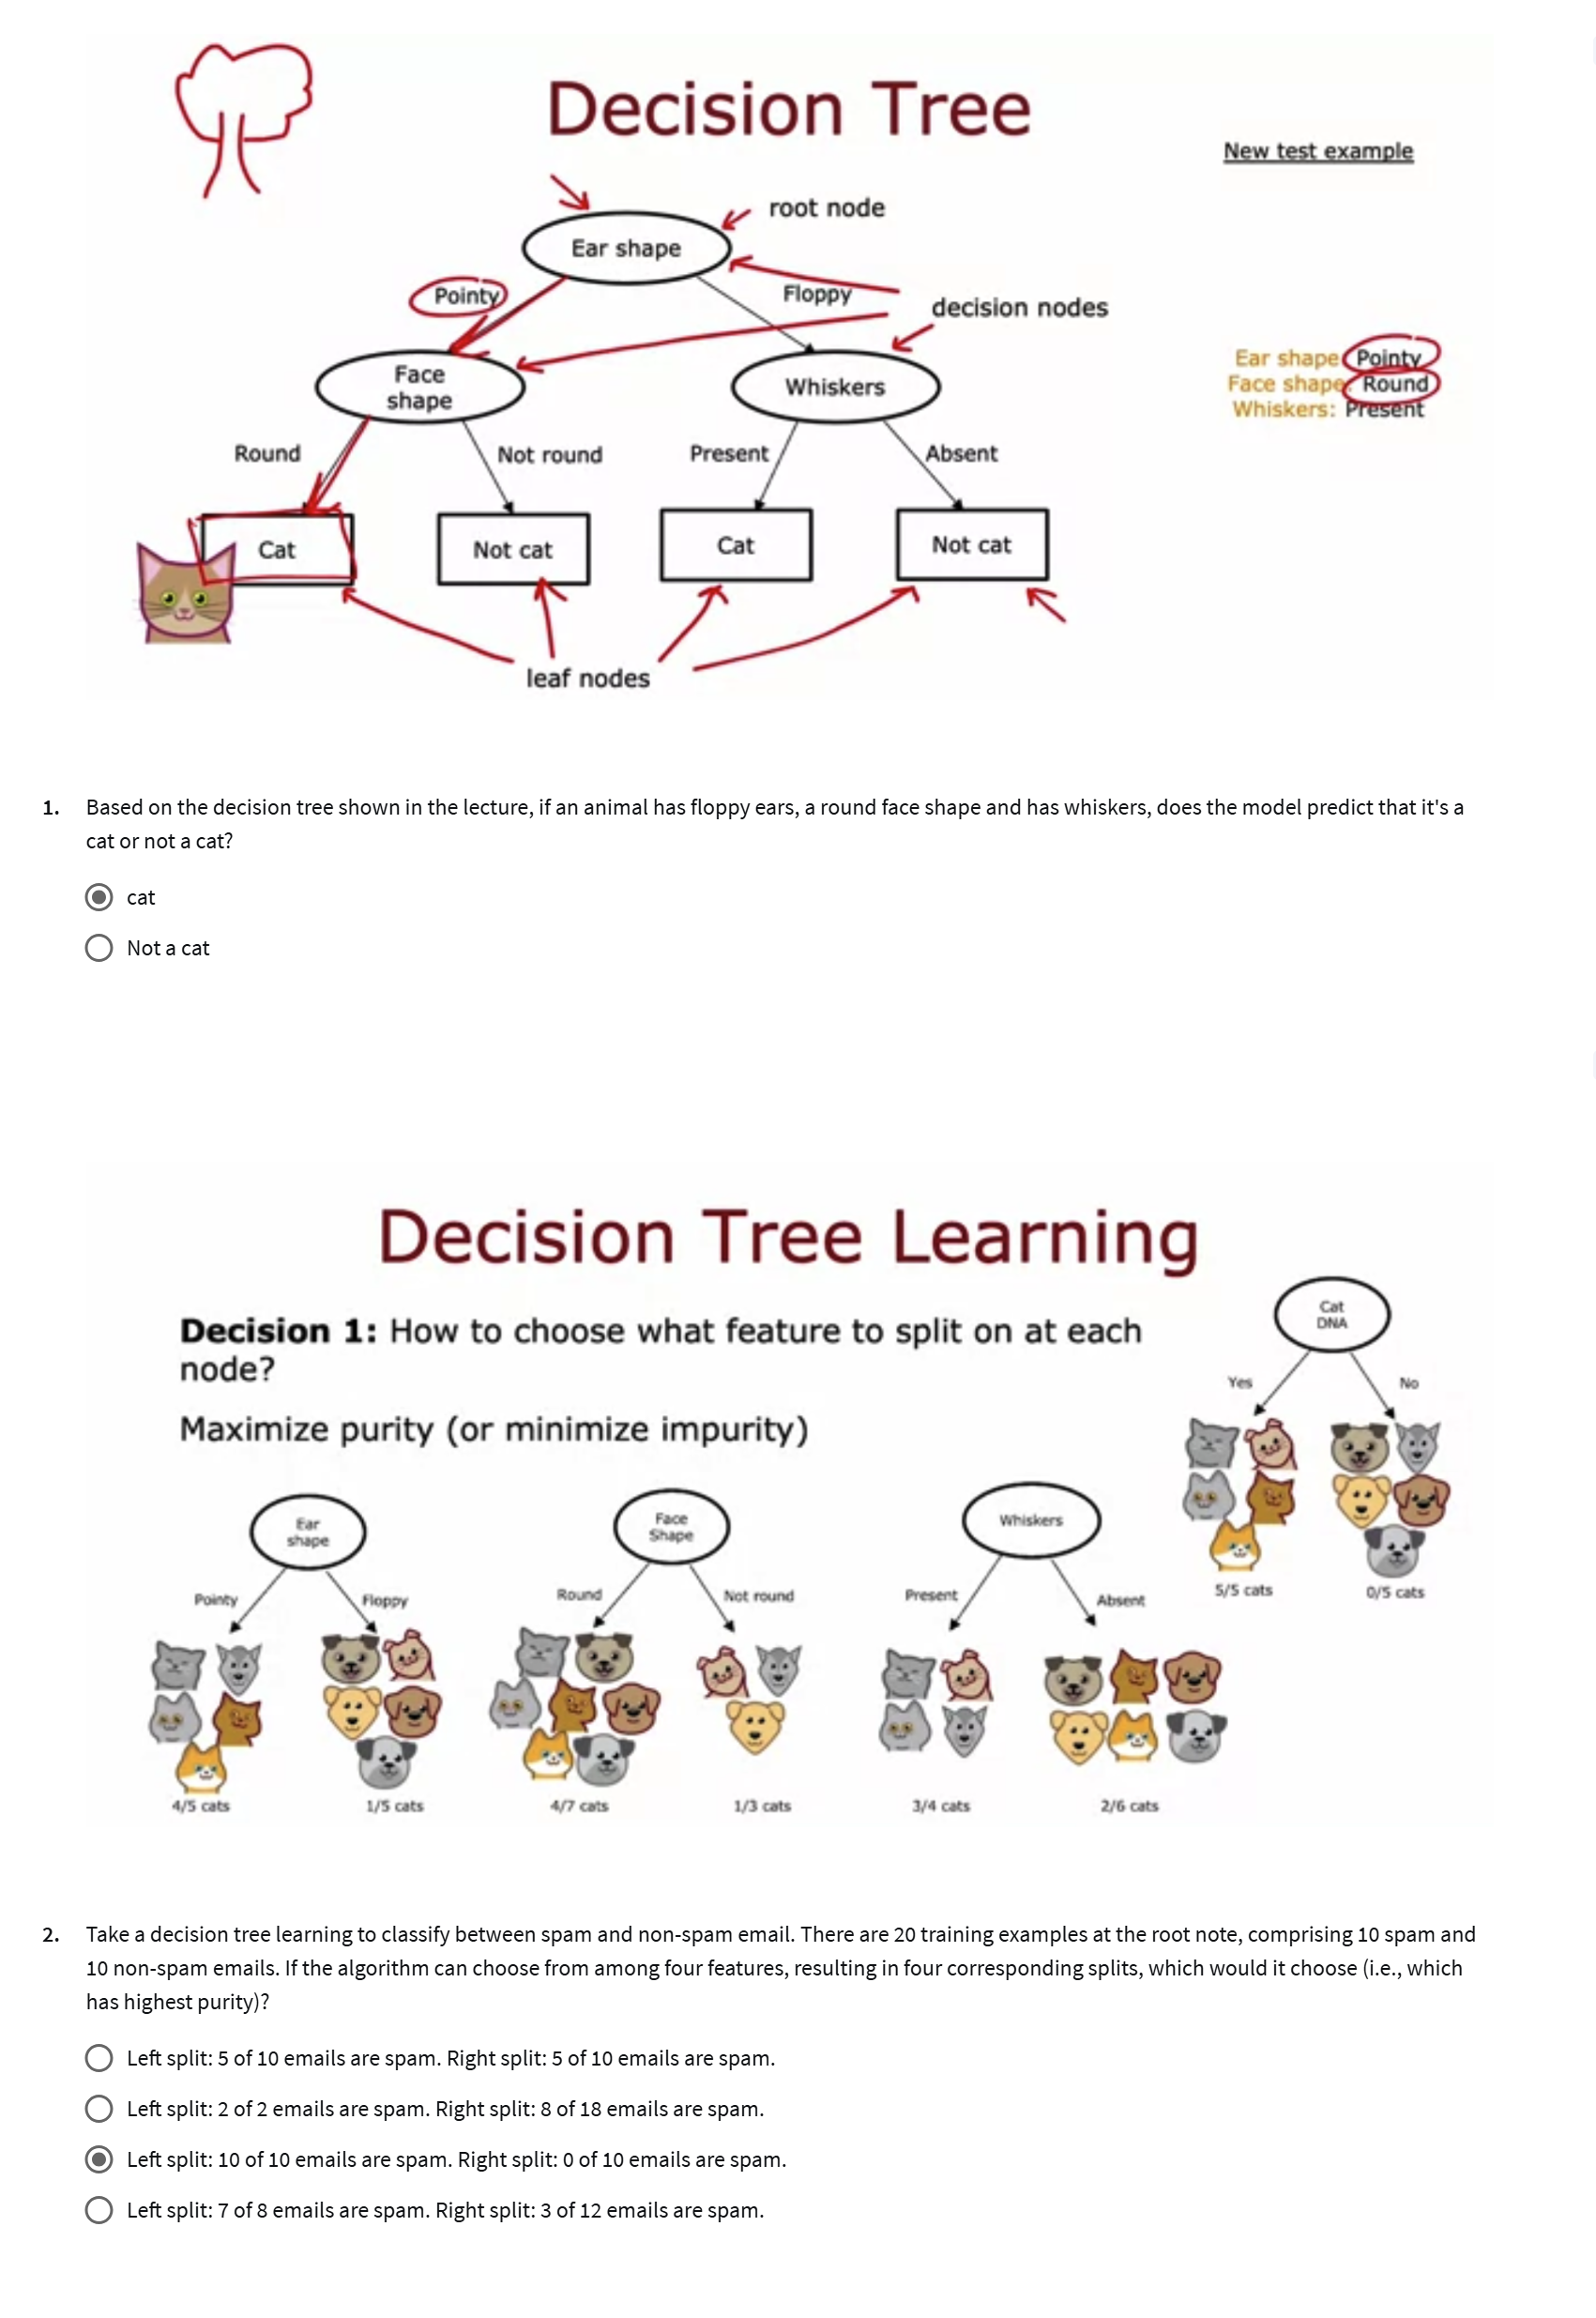 Decision Tree
New test example
root node
Ear shape
Pointy
Floppy
decision nodes
Face
shape
Whiskers
Ear shape: Pointy
Face shape: Round
Whiskers: Present
Round
Not round
Present
Absent
Cat
Not cat
Cat
Not cat
leaf nodes
1. Based on the decision tree shown in the lecture, if an animal has floppy ears, a round face shape and has whiskers, does the model predict that it's a
cat or not a cat?
cat
Not a cat
Decision Tree Learning
Decision 1: How to choose what feature to split on at each
node?
Maximize purity (or minimize impurity)
Cat
DNA
Yes
No
5/5 cats
0/5 cats
Ear
shape
Pointy
Floppy
4/5 cats
1/5 cats
Face
Shape
Round
Not round
4/7 cats
1/3 cats
Whiskers
Present
Absent
3/4 cats
2/6 cats
2. Take a decision tree learning to classify between spam and non-spam email. There are 20 training examples at the root note, comprising 10 spam and
10 non-spam emails. If the algorithm can choose from among four features, resulting in four corresponding splits, which would it choose (i.e., which
has highest purity)?
Left split: 5 of 10 emails are spam. Right split: 5 of 10 emails are spam.
Left split: 2 of 2 emails are spam. Right split: 8 of 18 emails are spam.
Left split: 10 of 10 emails are spam. Right split: 0 of 10 emails are spam.
Left split: 7 of 8 emails are spam. Right split: 3 of 12 emails are spam.